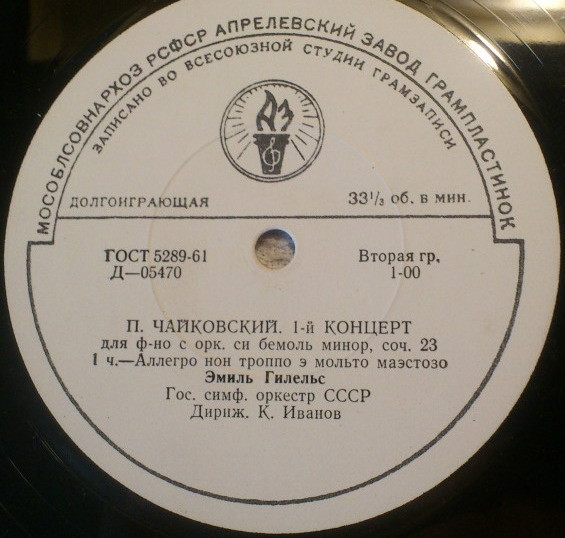 МОСОБЛСОВНАРХОЗ РСФСР АПРЕЛЕВСКИЙ ЗАВОД ГРАМПЛАСТИНОК
ЗАПИСАНО ВО ВСЕСОЮЗНОЙ СТУДИИ ГРАМЗАПИСИ
АЗ
ДОЛГОИГРАЮЩАЯ
33⅓ об. в мин.
ГОСТ 5289-61
Д—05470
Вторая гр.
1-00
П. ЧАЙКОВСКИЙ. 1-й КОНЦЕРТ
для ф-но с орк. си бемоль минор, соч. 23
1 ч.—Аллегро нон троппо э мольто маэстозо
Эмиль Гилельс
Гос. симф. оркестр СССР
Дириж. К. Иванов